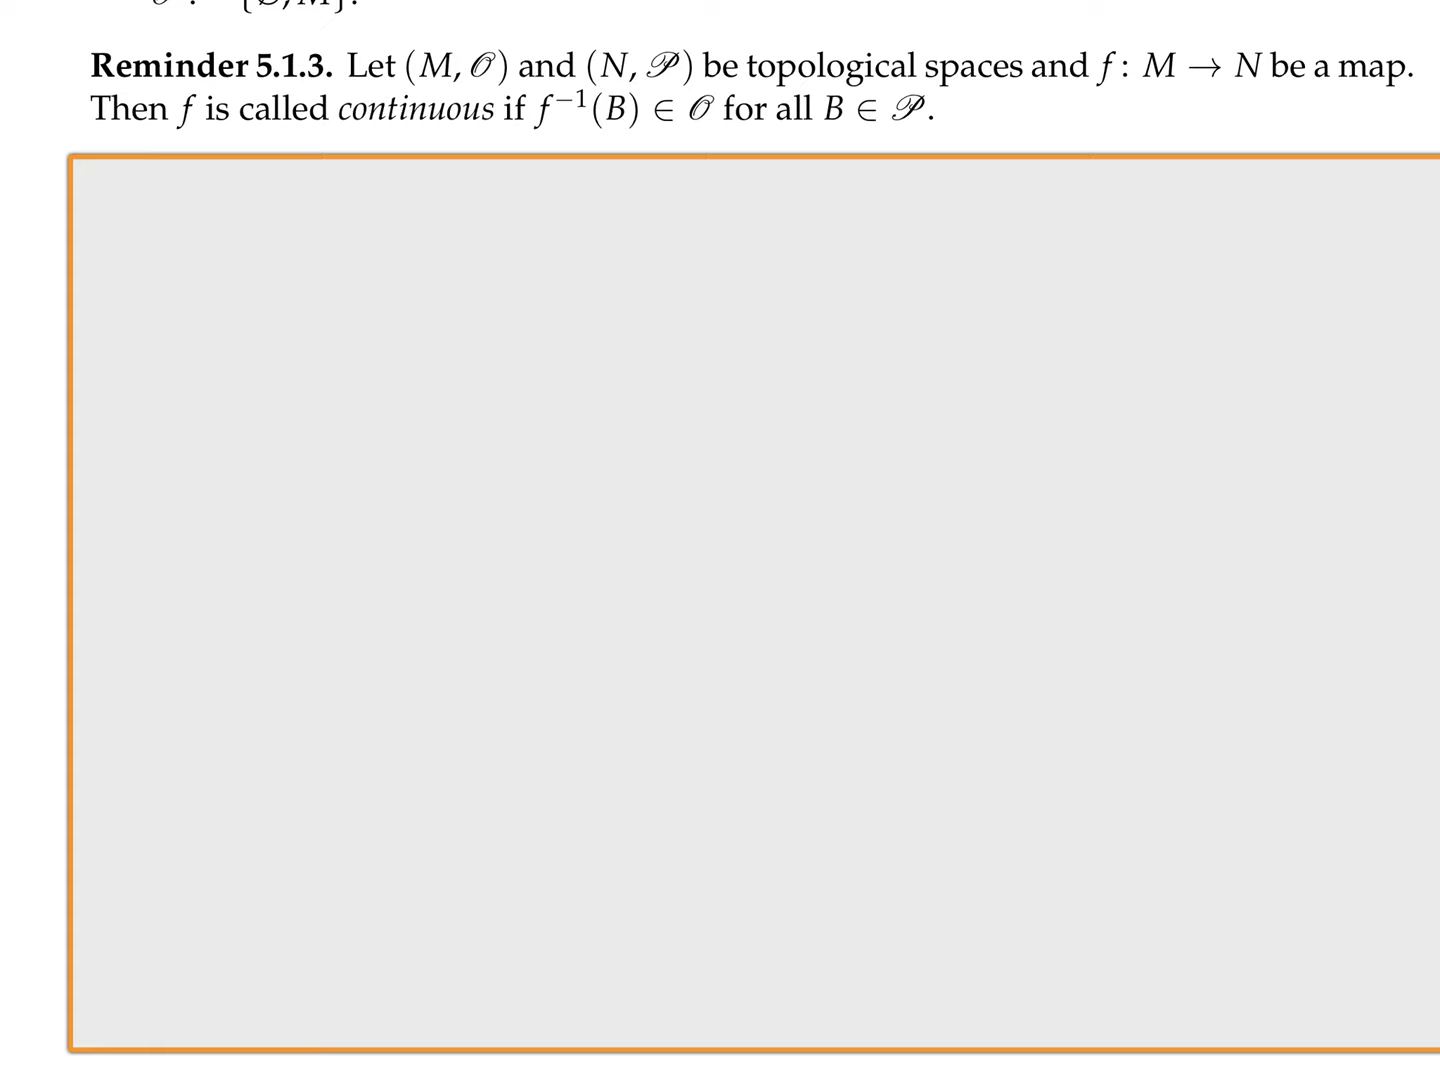 Reminder 5.1.3. Let (M, 𝒪) and (N, 𝒫) be topological spaces and f : M → N be a map.
Then f is called continuous if f⁻¹(B) ∈ 𝒪 for all B ∈ 𝒫.